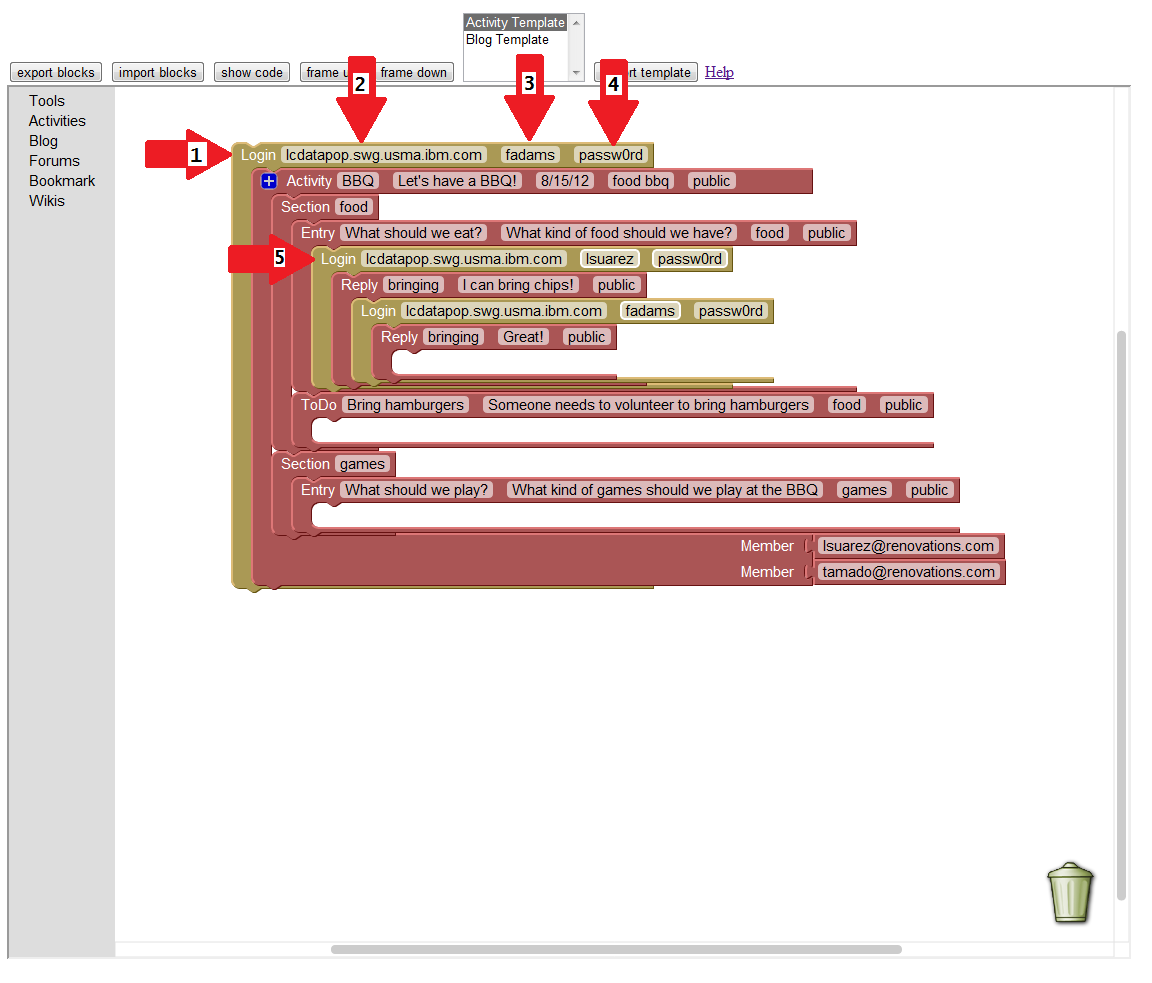 Activity Template
Blog Template
export blocks import blocks show code frame u frame down rt template Help
2 3 4
Tools
Activities
Blog
Forums
Bookmark
Wikis
1 Login lcdatapop.swg.usma.ibm.com fadams passw0rd
+ Activity BBQ Let's have a BBQ! 8/15/12 food bbq public
Section food
Entry What should we eat? What kind of food should we have? food public
5 Login lcdatapop.swg.usma.ibm.com lsuarez passw0rd
Reply bringing I can bring chips! public
Login lcdatapop.swg.usma.ibm.com fadams passw0rd
Reply bringing Great! public
ToDo Bring hamburgers Someone needs to volunteer to bring hamburgers food public
Section games
Entry What should we play? What kind of games should we play at the BBQ games public
Member lsuarez@renovations.com
Member tamado@renovations.com